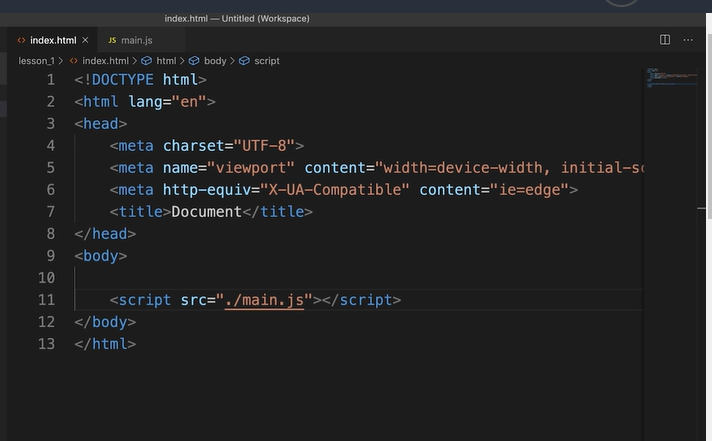 index.html — Untitled (Workspace)
index.html × JS main.js ···
lesson_1 > index.html > html > body > script
1 <!DOCTYPE html>
2 <html lang="en">
3 <head>
4 <meta charset="UTF-8">
5 <meta name="viewport" content="width=device-width,
6 <meta http-equiv="X-UA-Compatible" content="ie=edge">
7 <title>Document</title>
8 </head>
9 <body>
10
11 <script src="./main.js"></script>
12 </body>
13 </html>